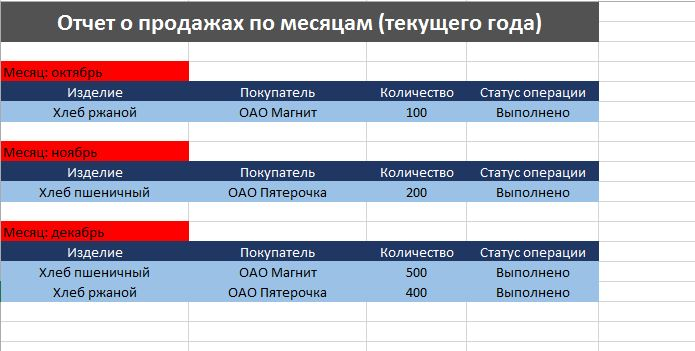 Отчет о продажах по месяцам (текущего года)
Месяц: октябрь
Изделие Покупатель Количество Статус операции
Хлеб ржаной ОАО Магнит 100 Выполнено
Месяц: ноябрь
Изделие Покупатель Количество Статус операции
Хлеб пшеничный ОАО Пятерочка 200 Выполнено
Месяц: декабрь
Изделие Покупатель Количество Статус операции
Хлеб пшеничный ОАО Магнит 500 Выполнено
Хлеб ржаной ОАО Пятерочка 400 Выполнено